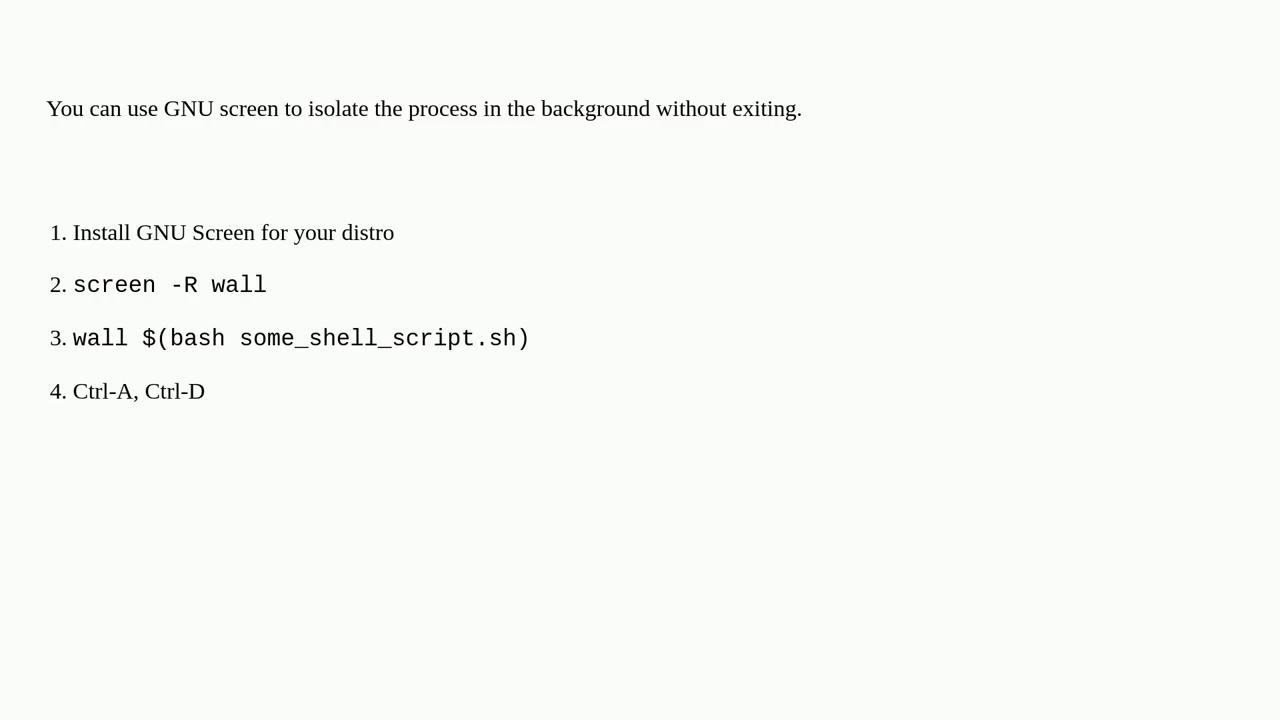 You can use GNU screen to isolate the process in the background without exiting.
1. Install GNU Screen for your distro
2. screen -R wall
3. wall $(bash some_shell_script.sh)
4. Ctrl-A, Ctrl-D